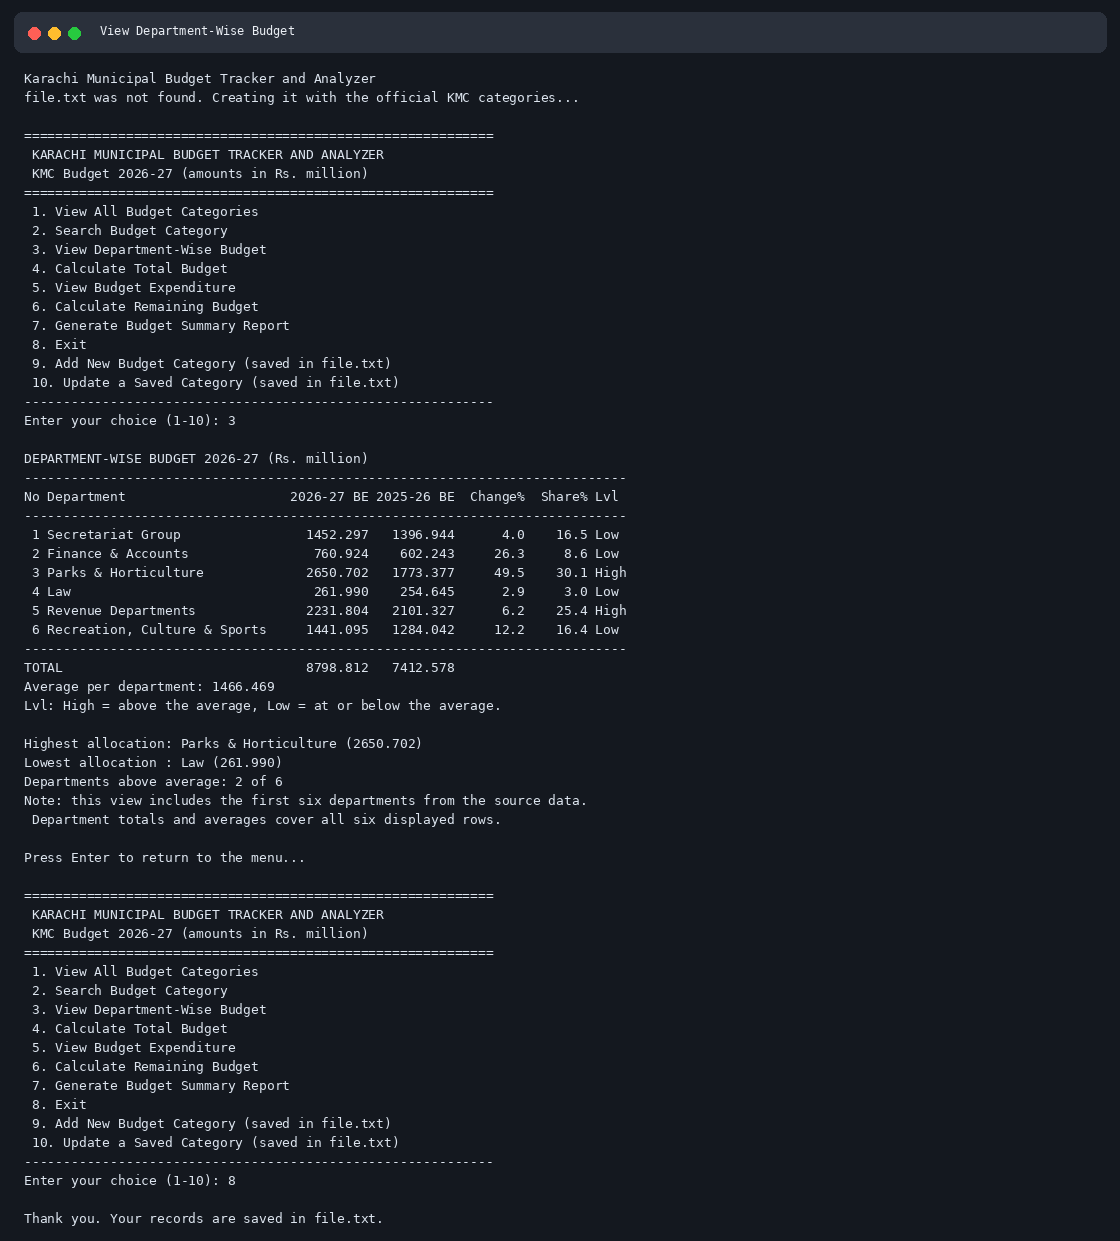 View Department-Wise Budget
Karachi Municipal Budget Tracker and Analyzer
file.txt was not found. Creating it with the official KMC categories...
============================================================
 KARACHI MUNICIPAL BUDGET TRACKER AND ANALYZER
 KMC Budget 2026-27 (amounts in Rs. million)
============================================================
 1. View All Budget Categories
 2. Search Budget Category
 3. View Department-Wise Budget
 4. Calculate Total Budget
 5. View Budget Expenditure
 6. Calculate Remaining Budget
 7. Generate Budget Summary Report
 8. Exit
 9. Add New Budget Category (saved in file.txt)
 10. Update a Saved Category (saved in file.txt)
------------------------------------------------------------
Enter your choice (1-10): 3
DEPARTMENT-WISE BUDGET 2026-27 (Rs. million)
-----------------------------------------------------------------------------
No Department                     2026-27 BE 2025-26 BE  Change%  Share% Lvl
-----------------------------------------------------------------------------
 1 Secretariat Group                1452.297   1396.944      4.0    16.5 Low
 2 Finance & Accounts                760.924    602.243     26.3     8.6 Low
 3 Parks & Horticulture             2650.702   1773.377     49.5    30.1 High
 4 Law                               261.990    254.645      2.9     3.0 Low
 5 Revenue Departments              2231.804   2101.327      6.2    25.4 High
 6 Recreation, Culture & Sports     1441.095   1284.042     12.2    16.4 Low
-----------------------------------------------------------------------------
TOTAL                               8798.812   7412.578
Average per department: 1466.469
Lvl: High = above the average, Low = at or below the average.
Highest allocation: Parks & Horticulture (2650.702)
Lowest allocation : Law (261.990)
Departments above average: 2 of 6
Note: this view includes the first six departments from the source data.
 Department totals and averages cover all six displayed rows.
Press Enter to return to the menu...
============================================================
 KARACHI MUNICIPAL BUDGET TRACKER AND ANALYZER
 KMC Budget 2026-27 (amounts in Rs. million)
============================================================
 1. View All Budget Categories
 2. Search Budget Category
 3. View Department-Wise Budget
 4. Calculate Total Budget
 5. View Budget Expenditure
 6. Calculate Remaining Budget
 7. Generate Budget Summary Report
 8. Exit
 9. Add New Budget Category (saved in file.txt)
 10. Update a Saved Category (saved in file.txt)
------------------------------------------------------------
Enter your choice (1-10): 8
Thank you. Your records are saved in file.txt.